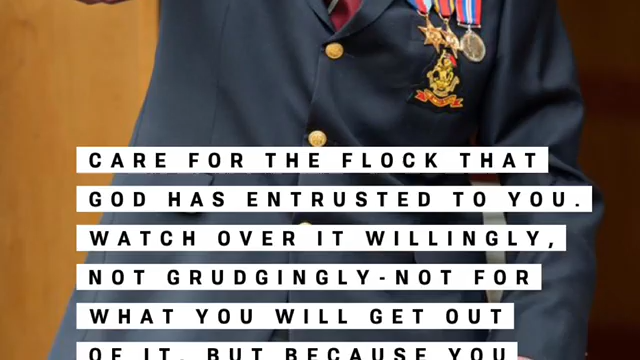 CARE FOR THE FLOCK THAT
GOD HAS ENTRUSTED TO YOU.
WATCH OVER IT WILLINGLY,
NOT GRUDGINGLY-NOT FOR
WHAT YOU WILL GET OUT
OF IT, BUT BECAUSE YOU